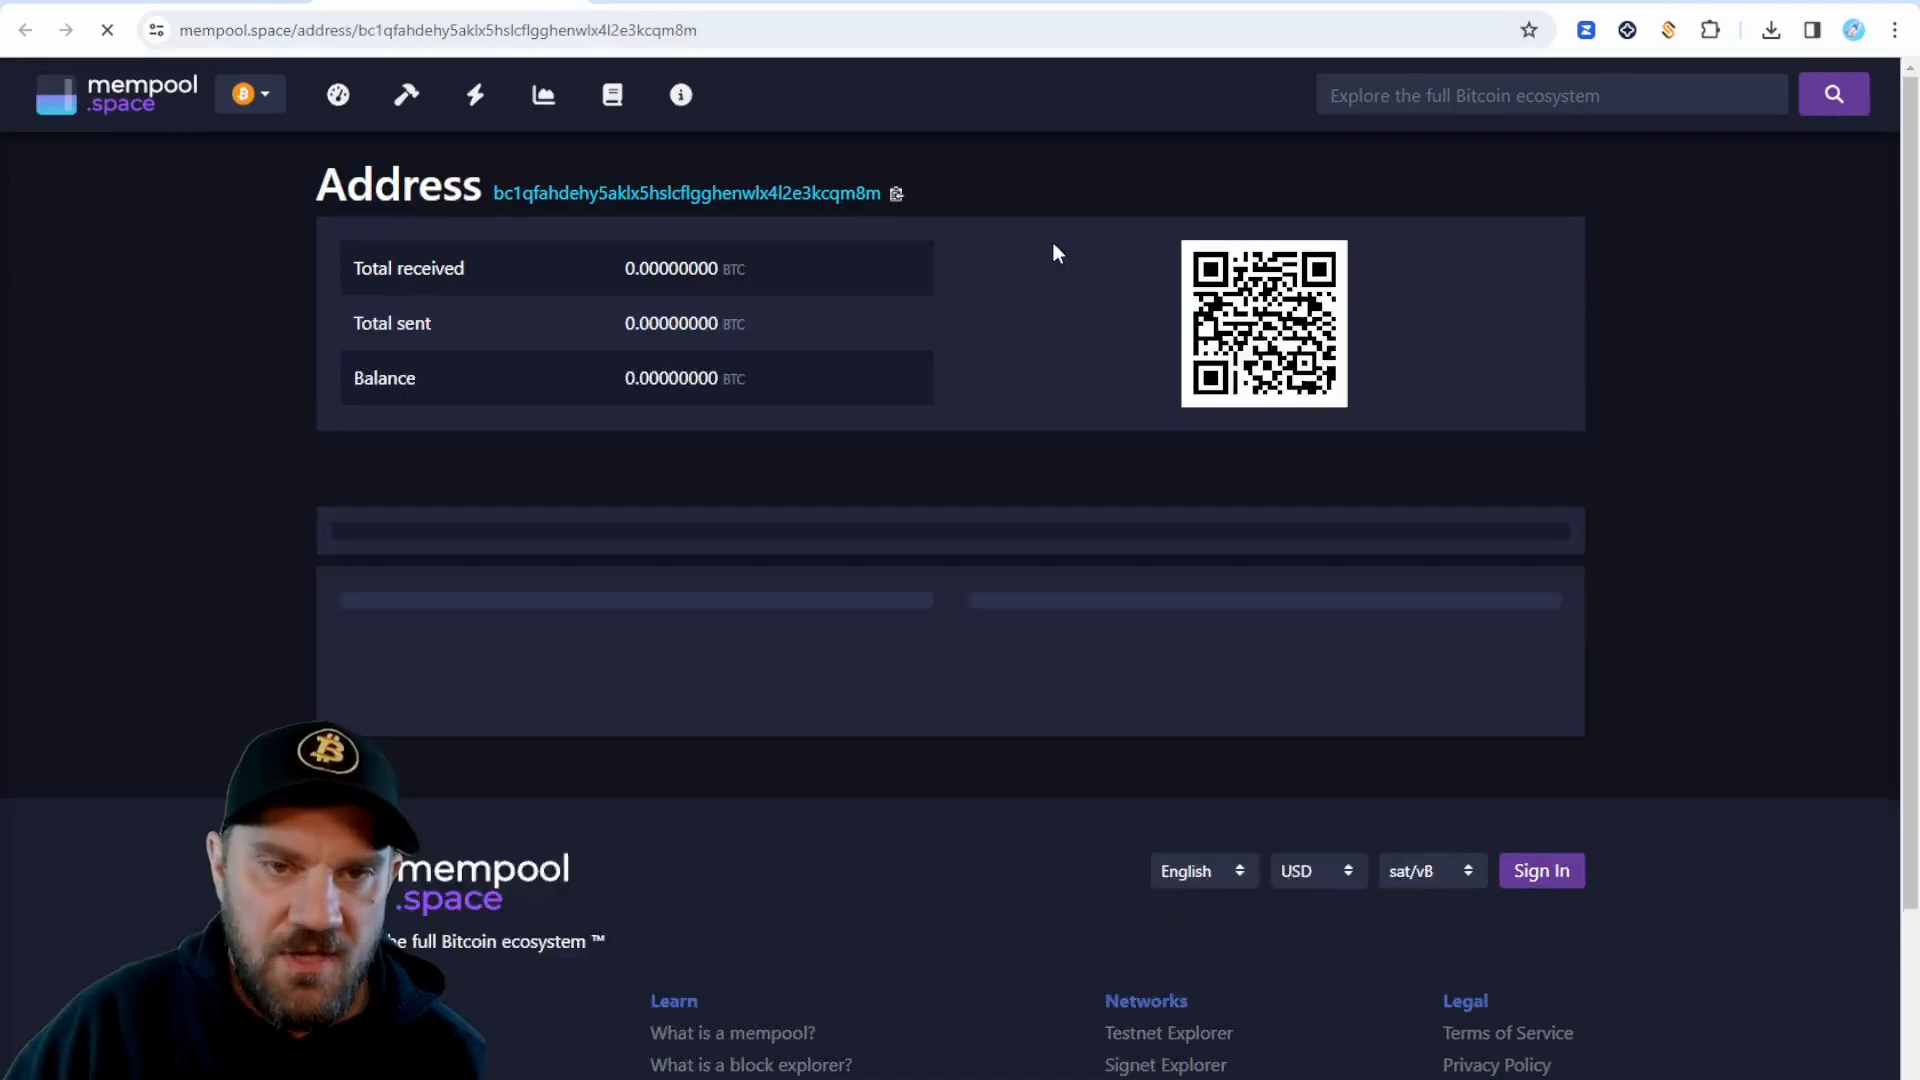 mempool.space/address/bc1qfahdehy5aklx5hslcflgghenwlx4l2e3kcqm8m
mempool
.space
Explore the full Bitcoin ecosystem
Address bc1qfahdehy5aklx5hslcflgghenwlx4l2e3kcqm8m
Total received 0.00000000 BTC
Total sent 0.00000000 BTC
Balance 0.00000000 BTC
mempool
.space
he full Bitcoin ecosystem ™
English USD sat/vB Sign In
Learn
What is a mempool?
What is a block explorer?
Networks
Testnet Explorer
Signet Explorer
Legal
Terms of Service
Privacy Policy